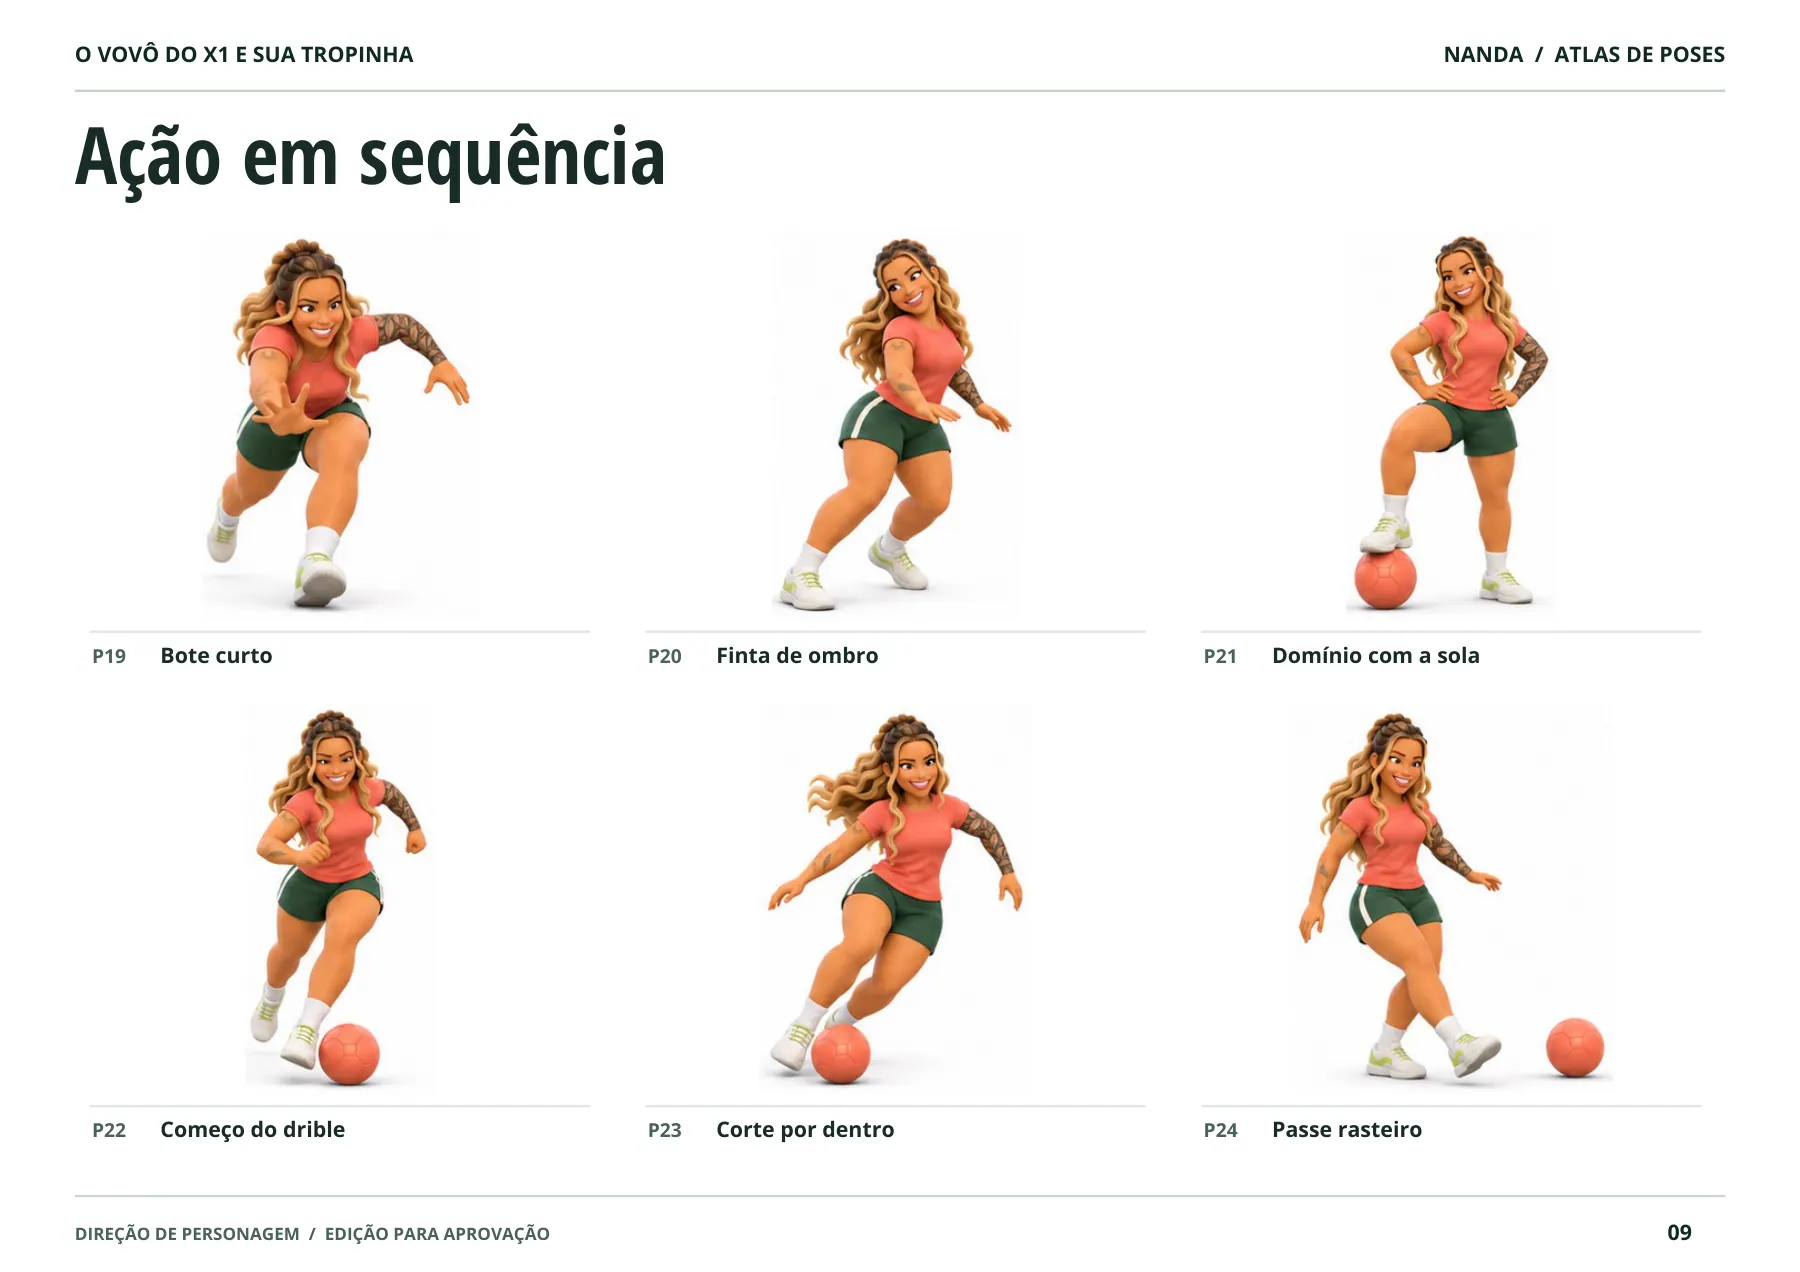 O VOVÔ DO X1 E SUA TROPINHA
NANDA / ATLAS DE POSES
Ação em sequência
P19 Bote curto
P20 Finta de ombro
P21 Domínio com a sola
P22 Começo do drible
P23 Corte por dentro
P24 Passe rasteiro
DIREÇÃO DE PERSONAGEM / EDIÇÃO PARA APROVAÇÃO
09